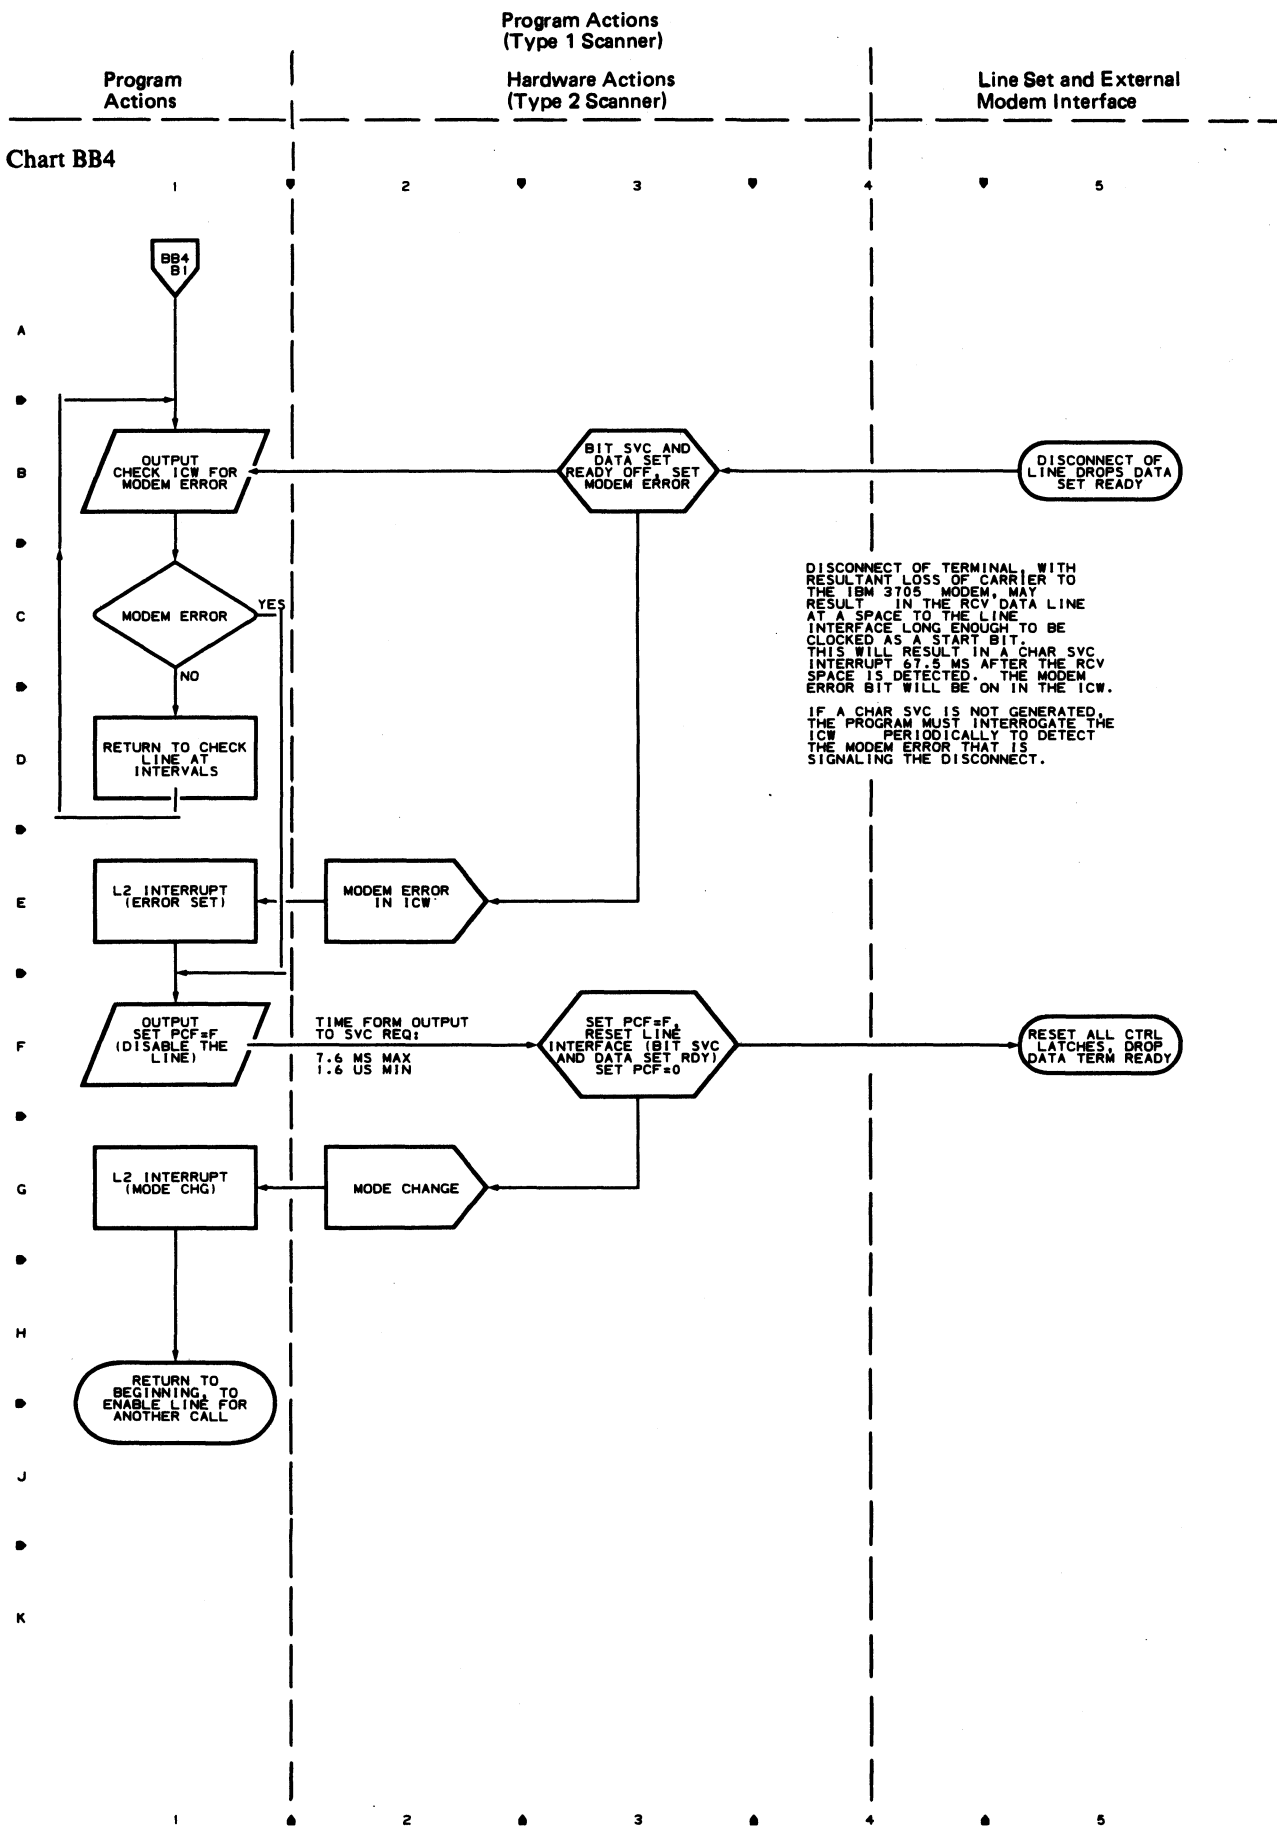 Program Actions
(Type 1 Scanner)
Program
Actions
Hardware Actions
(Type 2 Scanner)
Line Set and External
Modem Interface
Chart BB4
1 2 3 4 5
BB4
B1
A
B
OUTPUT
CHECK ICW FOR
MODEM ERROR
BIT SVC AND
DATA SET
READY OFF, SET
MODEM ERROR
DISCONNECT OF
LINE DROPS DATA
SET READY
C
MODEM ERROR
YES
NO
DISCONNECT OF TERMINAL, WITH
RESULTANT LOSS OF CARRIER TO
THE IBM 3705 MODEM, MAY
RESULT IN THE RCV DATA LINE
AT A SPACE TO THE LINE
INTERFACE LONG ENOUGH TO BE
CLOCKED AS A START BIT.
THIS WILL RESULT IN A CHAR SVC
INTERRUPT 67.5 MS AFTER THE RCV
SPACE IS DETECTED. THE MODEM
ERROR BIT WILL BE ON IN THE ICW.
IF A CHAR SVC IS NOT GENERATED,
THE PROGRAM MUST INTERROGATE THE
ICW PERIODICALLY TO DETECT
THE MODEM ERROR THAT IS
SIGNALING THE DISCONNECT.
D
RETURN TO CHECK
LINE AT
INTERVALS
E
L2 INTERRUPT
(ERROR SET)
MODEM ERROR
IN ICW
F
OUTPUT
SET PCF=F
(DISABLE THE
LINE)
TIME FORM OUTPUT
TO SVC REQ:
7.6 MS MAX
1.6 US MIN
SET PCF=F,
RESET LINE
INTERFACE (BIT SVC
AND DATA SET RDY)
SET PCF=0
RESET ALL CTRL
LATCHES, DROP
DATA TERM READY
G
L2 INTERRUPT
(MODE CHG)
MODE CHANGE
H
RETURN TO
BEGINNING, TO
ENABLE LINE FOR
ANOTHER CALL
J
K
1 2 3 4 5